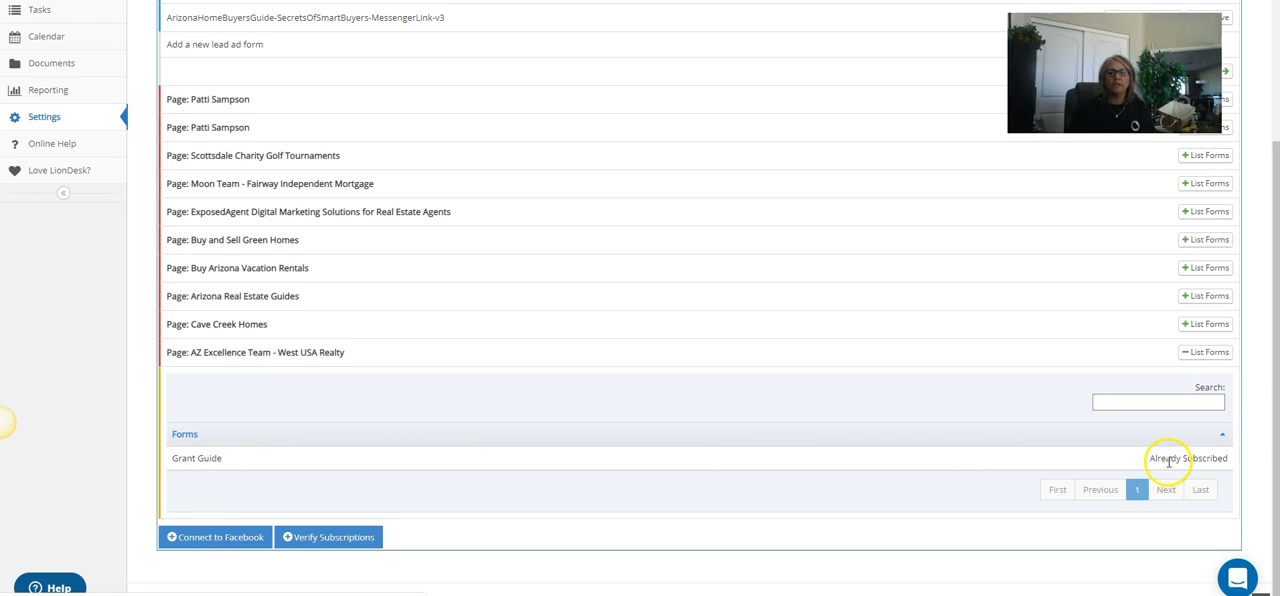 Tasks
Calendar
Documents
Reporting
Settings
Online Help
Love LionDesk?
ArizonaHomeBuyersGuide-SecretsOfSmartBuyers-MessengerLink-v3
Add a new lead ad form
Page: Patti Sampson
Page: Patti Sampson
Page: Scottsdale Charity Golf Tournaments List Forms
Page: Moon Team - Fairway Independent Mortgage List Forms
Page: ExposedAgent Digital Marketing Solutions for Real Estate Agents List Forms
Page: Buy and Sell Green Homes List Forms
Page: Buy Arizona Vacation Rentals List Forms
Page: Arizona Real Estate Guides List Forms
Page: Cave Creek Homes List Forms
Page: AZ Excellence Team - West USA Realty List Forms
Search:
Forms
Grant Guide Already Subscribed
First Previous 1 Next Last
Connect to Facebook Verify Subscriptions
Help